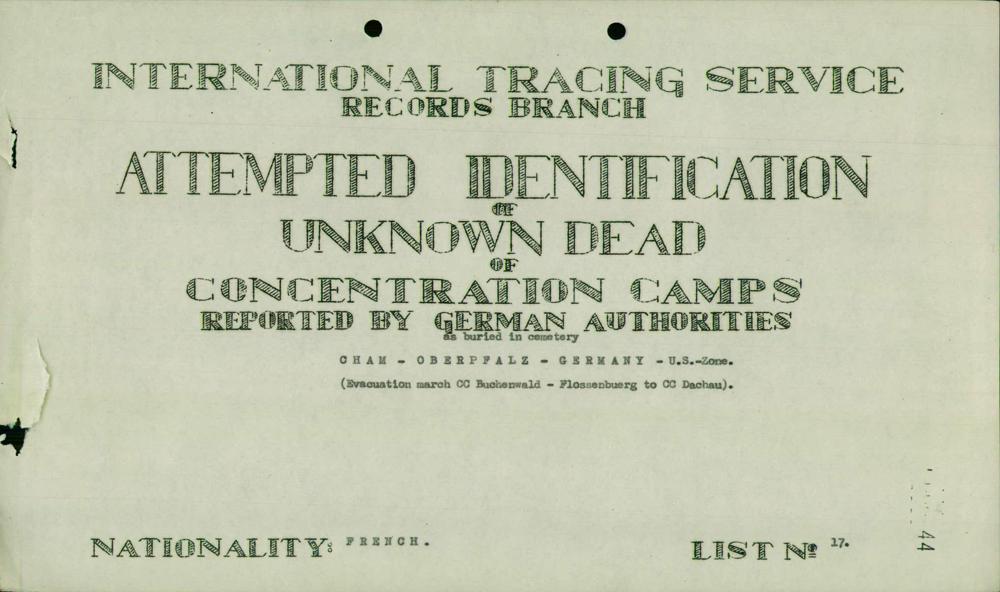 INTERNATIONAL TRACING SERVICE
RECORDS BRANCH
ATTEMPTED IDENTIFICATION
OF
UNKNOWN DEAD
OF
CONCENTRATION CAMPS
REPORTED BY GERMAN AUTHORITIES
as buried in cemetery
CHAM - OBERPFALZ - GERMANY - U.S.-Zone.
(Evacuation march CC Buchenwald - Flossenbuerg to CC Dachau).
NATIONALITY: FRENCH.
LIST Nº 17.
44